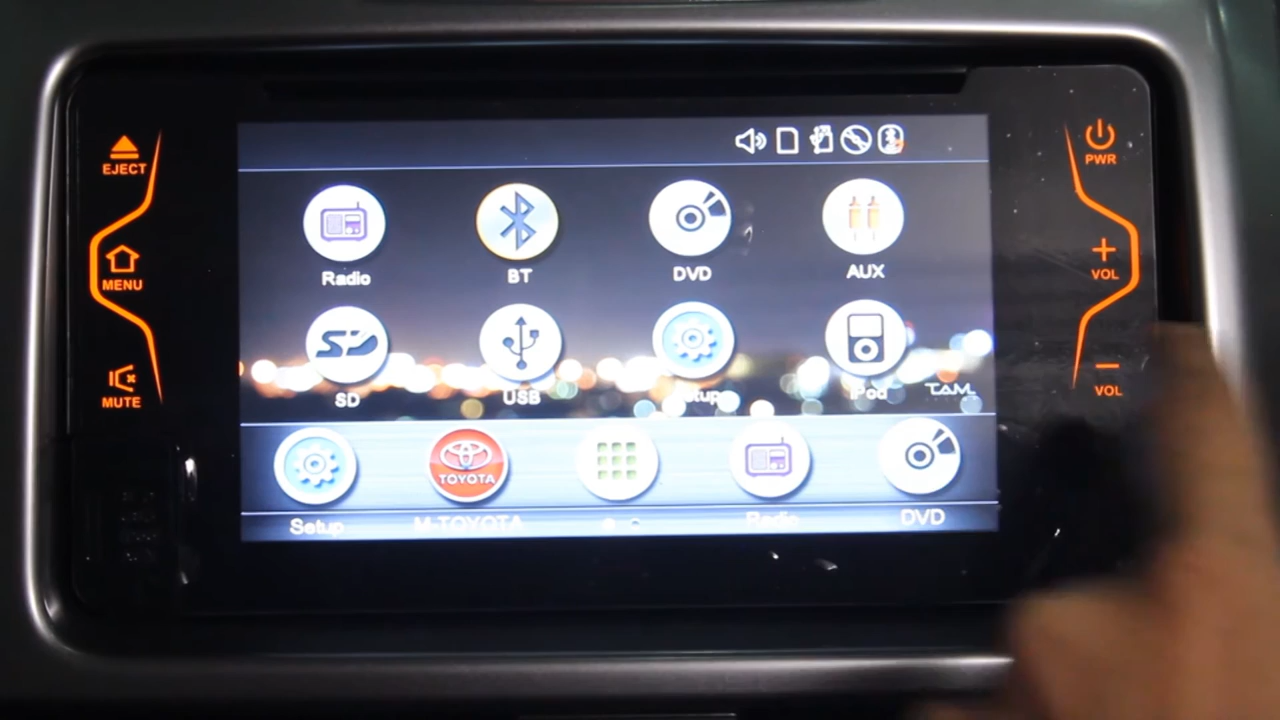 EJECT
MENU
MUTE
Radio
BT
DVD
AUX
SD
SD
USB
Setup
iPod
TOYOTA
Setup
M-TOYOTA
Radio
DVD
PWR
+
VOL
−
VOL